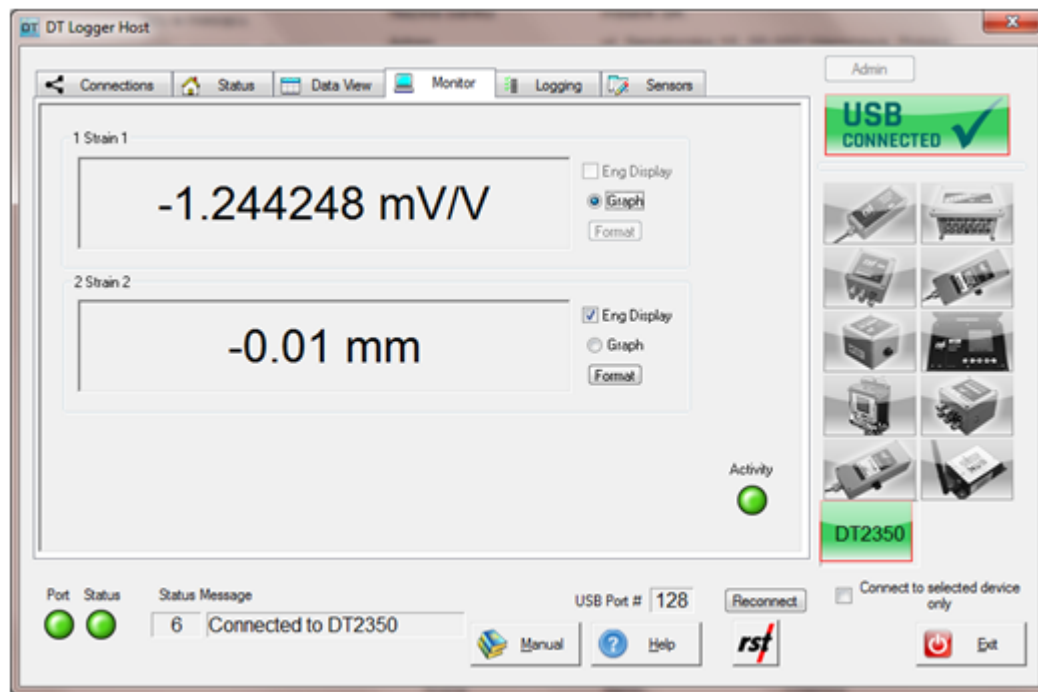 DT DT Logger Host
Connections Status Data View Monitor Logging Sensors
Admin
USB
CONNECTED
1 Strain 1
-1.244248 mV/V
Eng Display
Graph
Format
2 Strain 2
-0.01 mm
Eng Display
Graph
Format
Activity
DT2350
Port Status Status Message
6 Connected to DT2350
USB Port # 128
Reconnect
Connect to selected device
only
Manual
Help
rst
Exit